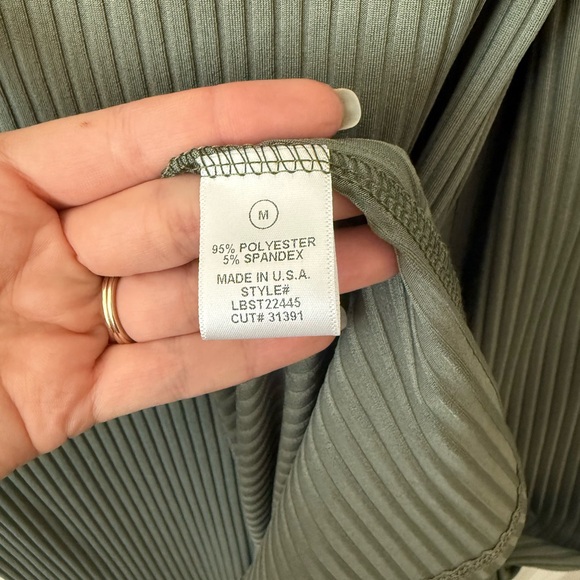 M
95% POLYESTER
5% SPANDEX
MADE IN U.S.A.
STYLE#
LBST22445
CUT# 31391